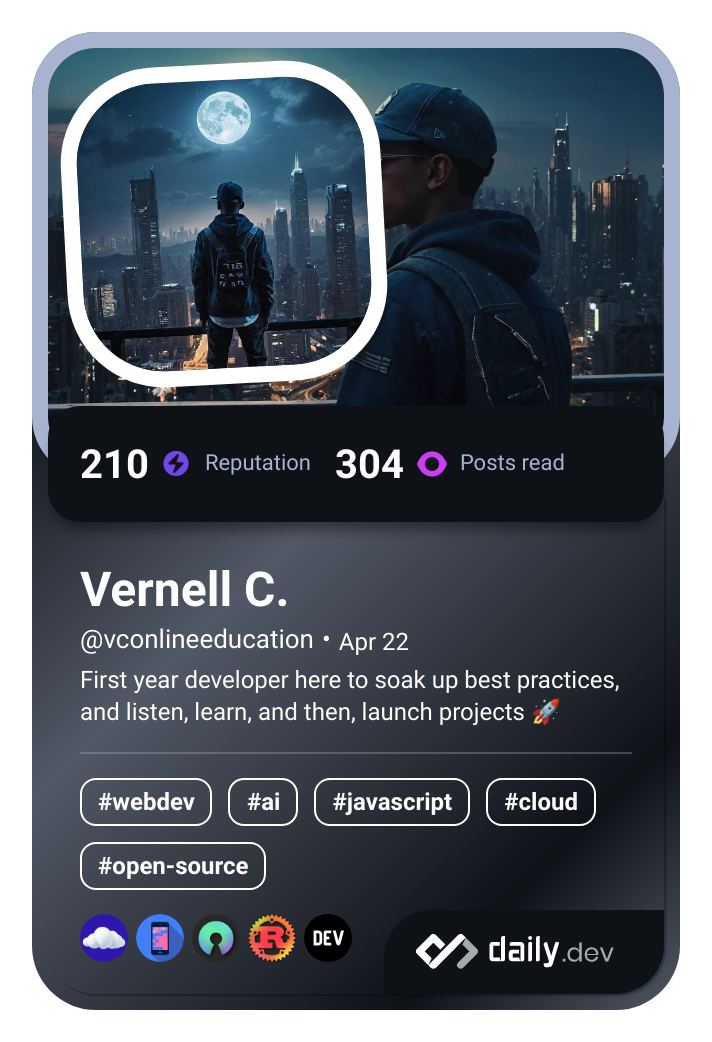 210 Reputation 304 Posts read
Vernell C.
@vconlineeducation • Apr 22
First year developer here to soak up best practices,
and listen, learn, and then, launch projects 🚀
#webdev #ai #javascript #cloud
#open-source
R DEV daily.dev